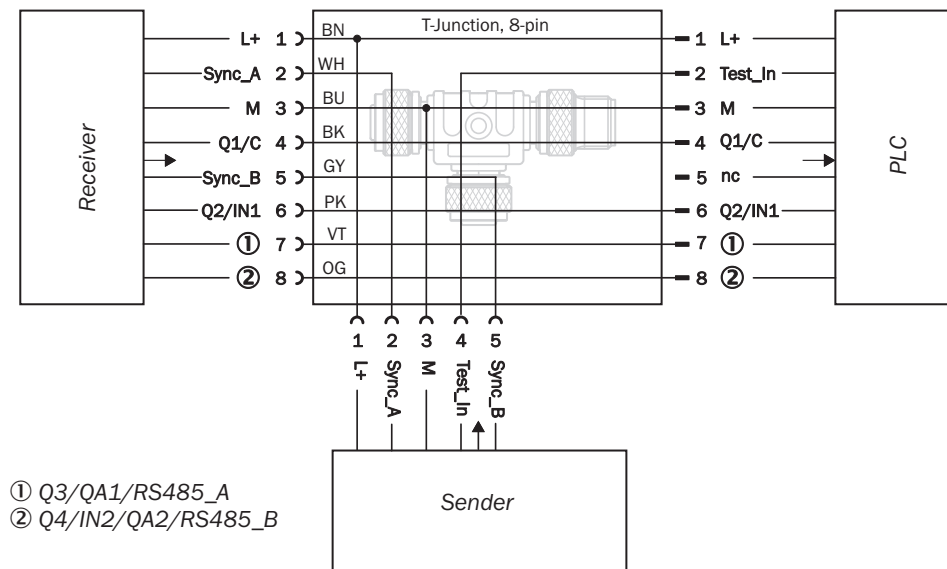 T-Junction, 8-pin
L+ 1 BN 1 L+
Sync_A 2 WH 2 Test_In
M 3 BU 3 M
Q1/C 4 BK 4 Q1/C
Sync_B 5 GY 5 nc
Q2/IN1 6 PK 6 Q2/IN1
① 7 VT 7 ①
② 8 OG 8 ②
Receiver
PLC
1 2 3 4 5
L+
Sync_A
M
Test_In
Sync_B
Sender
① Q3/QA1/RS485_A
② Q4/IN2/QA2/RS485_B